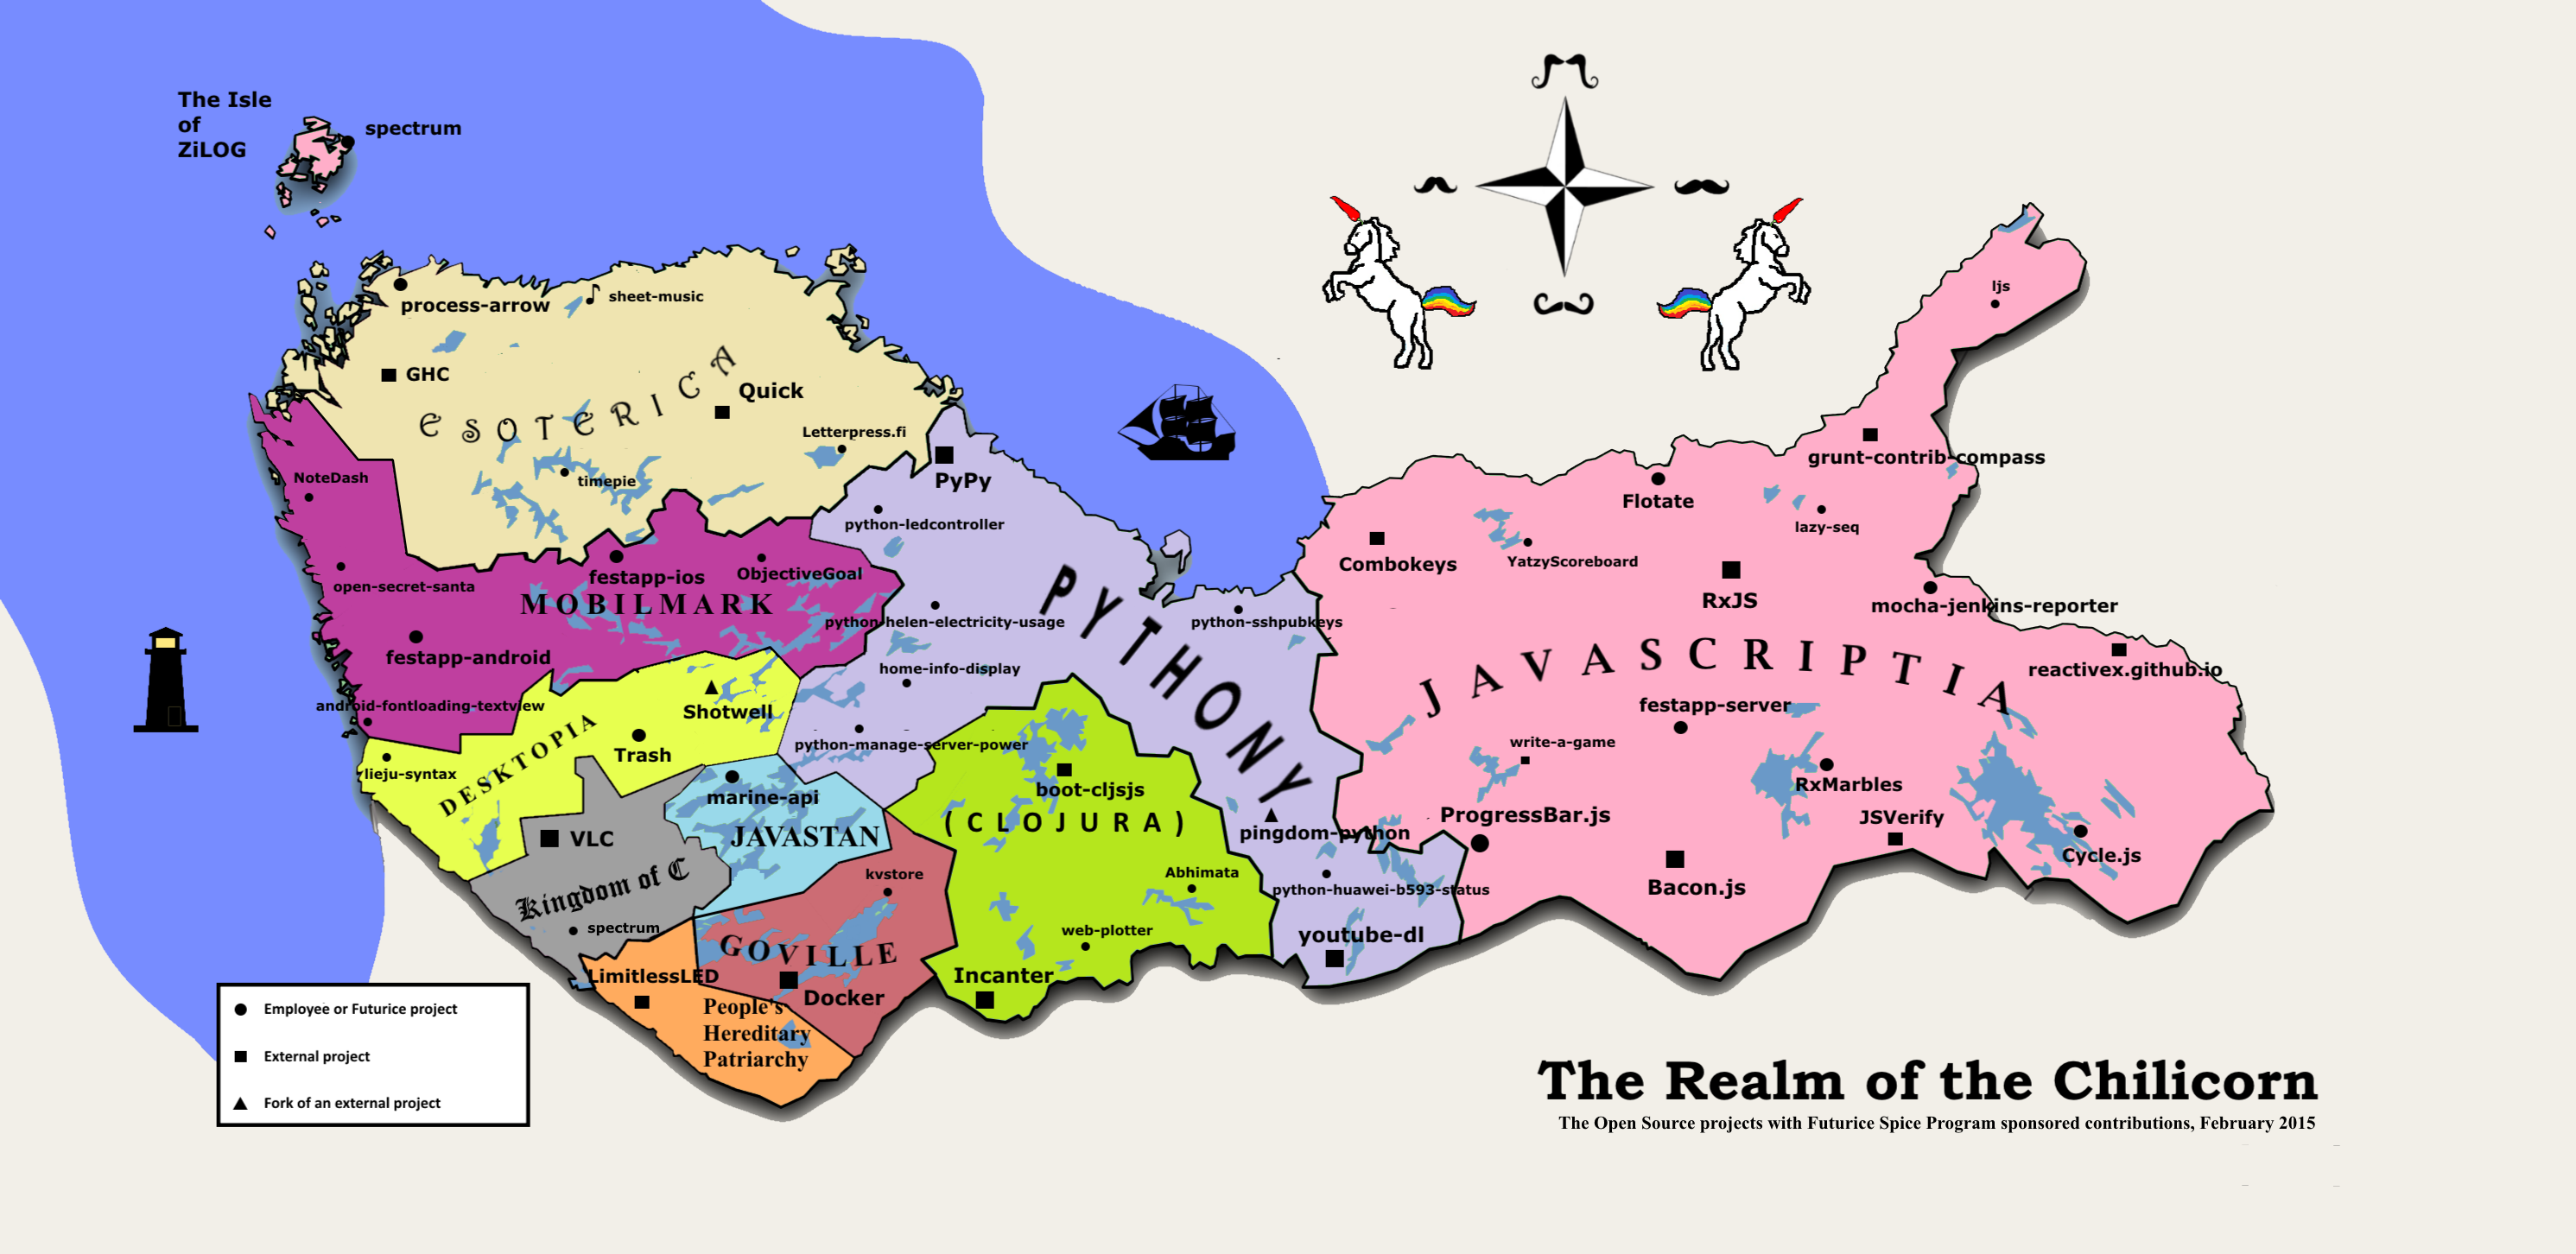 The Isle
of
ZiLOG
spectrum
process-arrow
sheet-music
GHC
ESOTERICA
Quick
Letterpress.fi
timepie
NoteDash
open-secret-santa
festapp-ios
ObjectiveGoal
MOBILMARK
festapp-android
android-fontloading-textview
PyPy
python-ledcontroller
python-helen-electricity-usage
home-info-display
python-manage-server-power
python-sshpubkeys
PYTHONY
pingdom-python
python-huawei-b593-status
youtube-dl
Shotwell
Trash
DESKTOPIA
lieju-syntax
VLC
Kingdom of C
spectrum
marine-api
JAVASTAN
kvstore
GOVILLE
Docker
LimitlessLED
People's
Hereditary
Patriarchy
boot-cljsjs
(CLOJURA)
Abhimata
web-plotter
Incanter
ljs
grunt-contrib-compass
Flotate
lazy-seq
Combokeys
YatzyScoreboard
RxJS
mocha-jenkins-reporter
JAVASCRIPTIA
reactivex.github.io
festapp-server
write-a-game
RxMarbles
ProgressBar.js
JSVerify
Cycle.js
Bacon.js
Employee or Futurice project
External project
Fork of an external project
The Realm of the Chilicorn
The Open Source projects with Futurice Spice Program sponsored contributions, February 2015